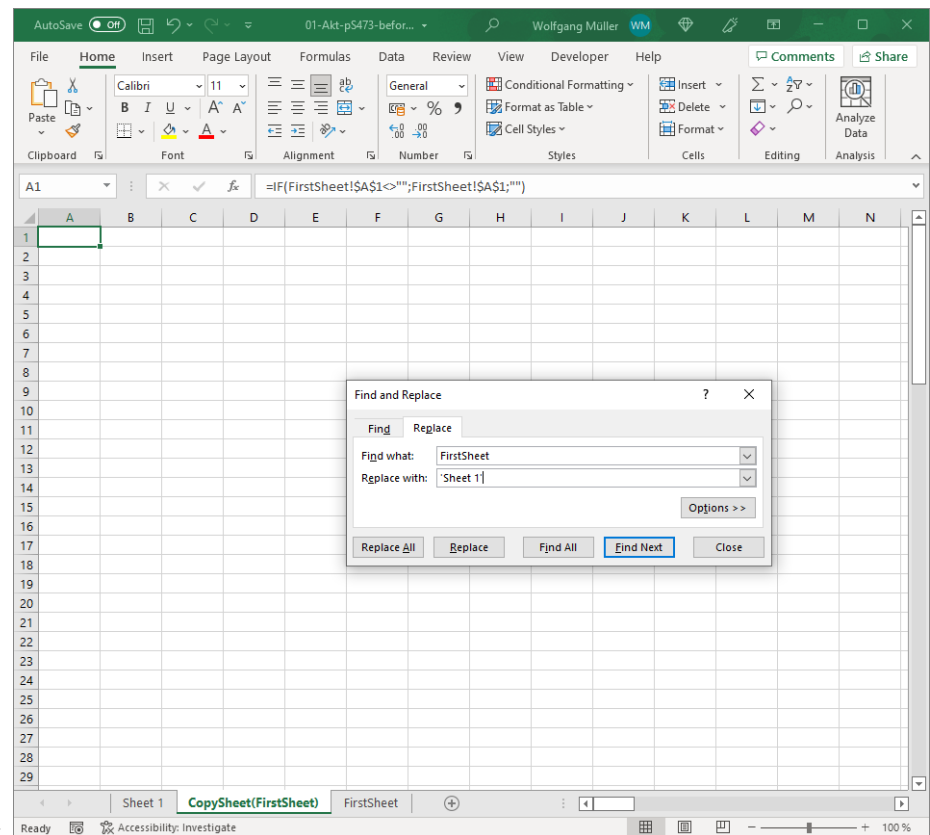 AutoSave Off 01-Akt-pS473-befor... Wolfgang Müller WM
File Home Insert Page Layout Formulas Data Review View Developer Help Comments Share
Paste
Calibri 11
B I U A A
A
ab
General
% 9
Conditional Formatting
Format as Table
Cell Styles
Insert
Delete
Format
Analyze Data
Clipboard Font Alignment Number Styles Cells Editing Analysis
A1 fx =IF(FirstSheet!$A$1<>"";FirstSheet!$A$1;"")
A B C D E F G H I J K L M N
1
2
3
4
5
6
7
8
9
Find and Replace ? X
10
11
Find Replace
12
Find what: FirstSheet
13
Replace with: 'Sheet 1'
14
15
Options >>
16
17
Replace All Replace Find All Find Next Close
18
19
20
21
22
23
24
25
26
27
28
29
Sheet 1 CopySheet(FirstSheet) FirstSheet
Ready Accessibility: Investigate 100 %